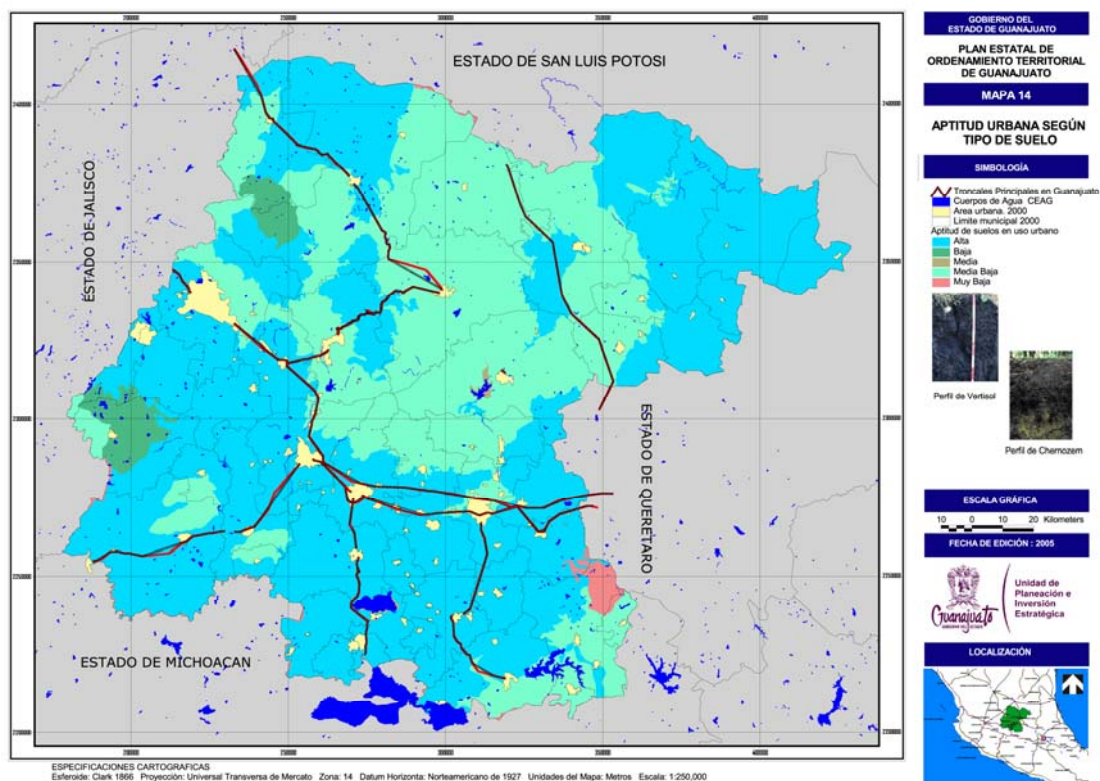 ESTADO DE SAN LUIS POTOSI
ESTADO DE JALISCO
ESTADO DE QUERETARO
ESTADO DE MICHOACAN
ESPECIFICACIONES CARTOGRAFICAS
Esferoide: Clark 1866 Proyección: Universal Transversa de Mercato Zona: 14 Datum Horizonta: Norteamericano de 1927 Unidades del Mapa: Metros Escala: 1:250,000
GOBIERNO DEL
ESTADO DE GUANAJUATO
PLAN ESTATAL DE
ORDENAMIENTO TERRITORIAL
DE GUANAJUATO
MAPA 14
APTITUD URBANA SEGÚN
TIPO DE SUELO
SIMBOLOGÍA
Troncales Principales en Guanajuato
Cuerpos de Agua CEAG
Area urbana. 2000
Limite municipal 2000
Aptitud de suelos en uso urbano
Alta
Baja
Media
Media Baja
Muy Baja
Perfil de Vertisol
Perfil de Chernozem
ESCALA GRÁFICA
10 0 10 20 Kilometers
FECHA DE EDICIÓN : 2005
Guanajuato
Unidad de
Planeación e
Inversión
Estratégica
LOCALIZACIÓN